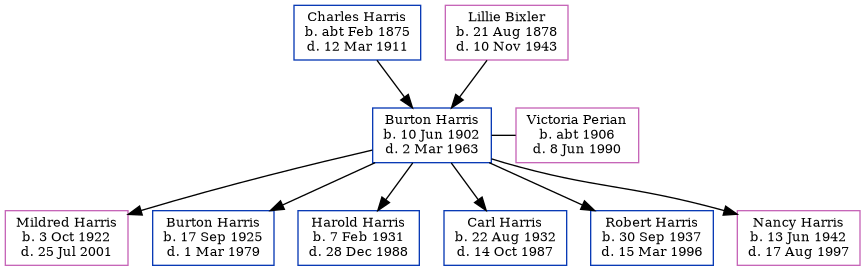 Charles Harris
b. abt Feb 1875
d. 12 Mar 1911
Lillie Bixler
b. 21 Aug 1878
d. 10 Nov 1943
Burton Harris
b. 10 Jun 1902
d. 2 Mar 1963
Victoria Perian
b. abt 1906
d. 8 Jun 1990
Mildred Harris
b. 3 Oct 1922
d. 25 Jul 2001
Burton Harris
b. 17 Sep 1925
d. 1 Mar 1979
Harold Harris
b. 7 Feb 1931
d. 28 Dec 1988
Carl Harris
b. 22 Aug 1932
d. 14 Oct 1987
Robert Harris
b. 30 Sep 1937
d. 15 Mar 1996
Nancy Harris
b. 13 Jun 1942
d. 17 Aug 1997